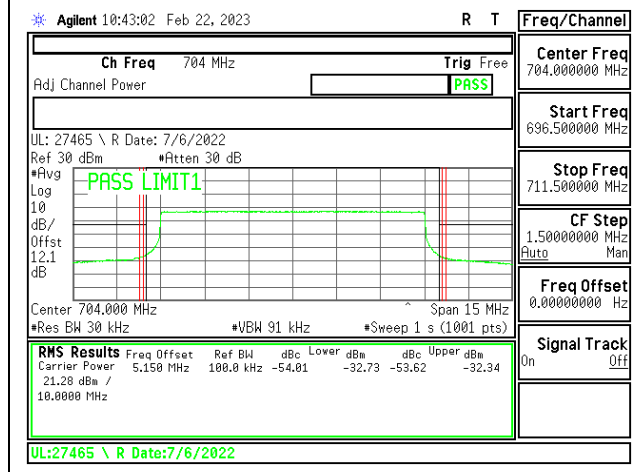 Agilent 10:43:02 Feb 22, 2023 R T
Freq/Channel
Ch Freq 704 MHz Trig Free
Adj Channel Power PASS
UL: 27465 \ R Date: 7/6/2022
Ref 30 dBm #Atten 30 dB
#Avg
Log
10
dB/
Offst
12.1
dB
PASS LIMIT1
Center 704.000 MHz ^ Span 15 MHz
#Res BW 30 kHz #VBW 91 kHz #Sweep 1 s (1001 pts)
RMS Results Freq Offset Ref BW dBc Lower dBm dBc Upper dBm
Carrier Power 5.150 MHz 100.0 kHz -54.01 -32.73 -53.62 -32.34
21.28 dBm /
10.0000 MHz
UL:27465 \ R Date:7/6/2022
Center Freq
704.000000 MHz
Start Freq
696.500000 MHz
Stop Freq
711.500000 MHz
CF Step
1.50000000 MHz
Auto Man
Freq Offset
0.00000000 Hz
Signal Track
On Off